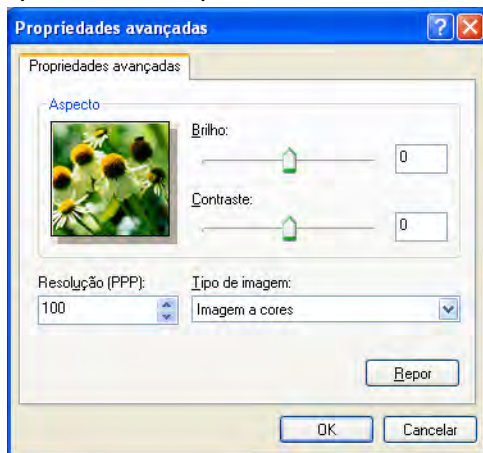 Propriedades avançadas
Propriedades avançadas
Aspecto
Brilho:
0
Contraste:
0
Resolução (PPP): Tipo de imagem:
100 Imagem a cores
Repor
OK Cancelar